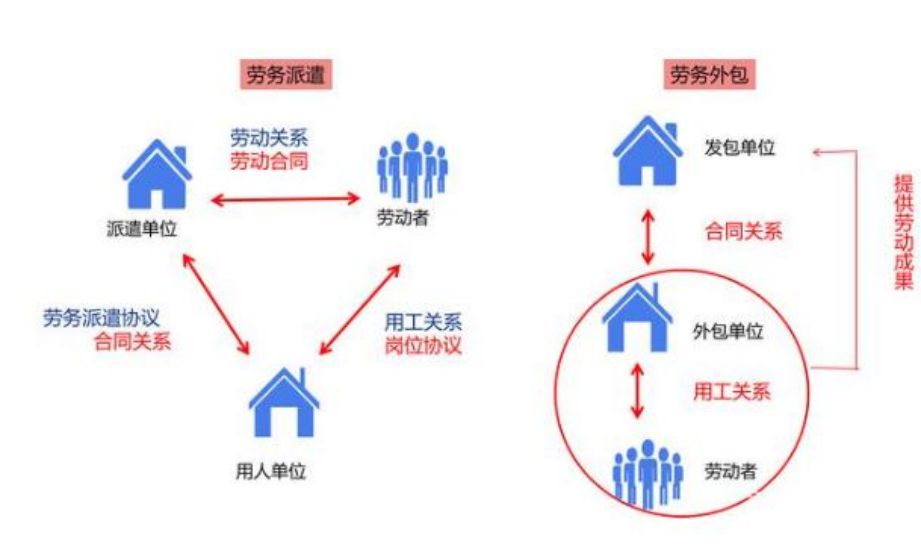 劳务派遣
劳动关系
劳动合同
派遣单位
劳动者
劳务派遣协议
合同关系
用工关系
岗位协议
用人单位
劳务外包
发包单位
合同关系
外包单位
用工关系
劳动者
提供劳动成果